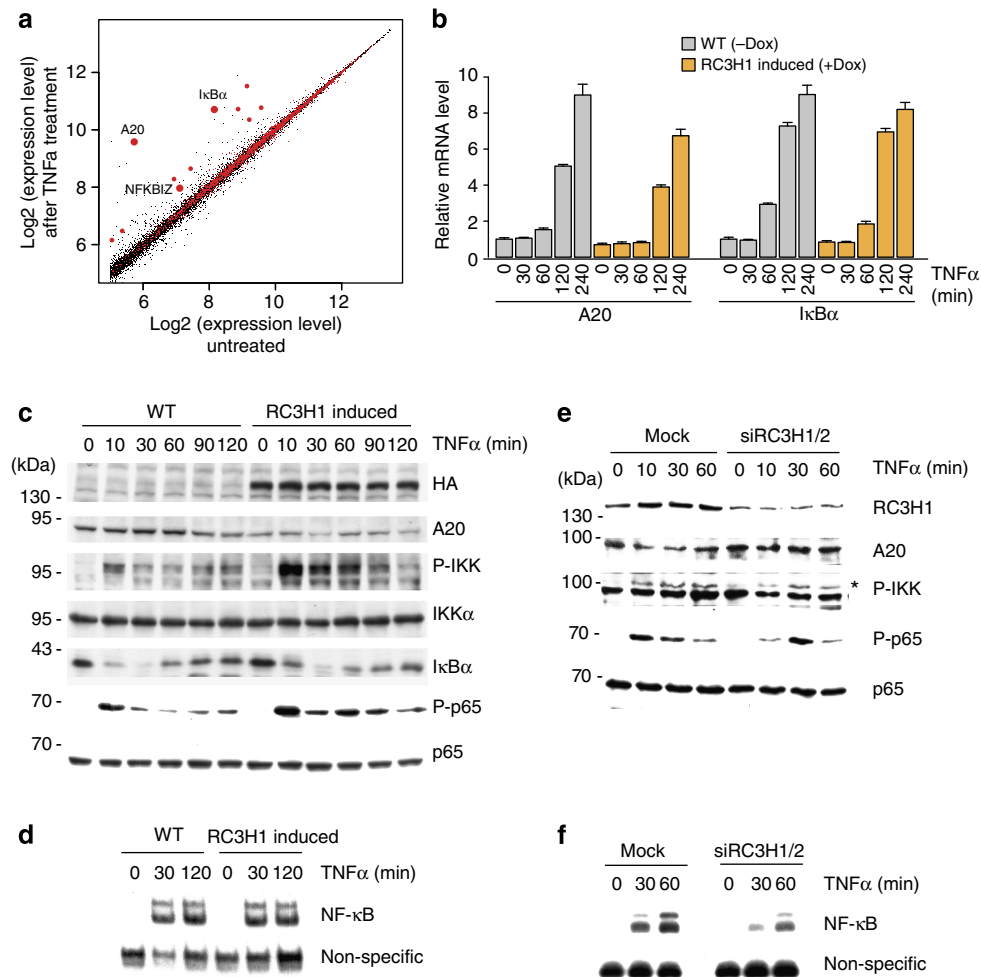 a
Log2 (expression level)
after TNFa treatment
12
10
8
6
IκBα
A20
NFKBIZ
6 8 10 12
Log2 (expression level)
untreated
b
WT (–Dox)
RC3H1 induced (+Dox)
Relative mRNA level
10
8
6
4
2
0
0 30 60 120 240 0 30 60 120 240 0 30 60 120 240 0 30 60 120 240
TNFα
(min)
A20 IκBα
c
WT RC3H1 induced
0 10 30 60 90 120 0 10 30 60 90 120 TNFα (min)
(kDa)
130 - HA
95 - A20
95 - P-IKK
95 - IKKα
43 - IκBα
70 - P-p65
70 - p65
d
WT RC3H1 induced
0 30 120 0 30 120 TNFα (min)
NF-κB
Non-specific
e
Mock siRC3H1/2
0 10 30 60 0 10 30 60 TNFα (min)
(kDa)
130 - RC3H1
100 - A20
100 - * P-IKK
70 - P-p65
70 - p65
f
Mock siRC3H1/2
0 30 60 0 30 60 TNFα (min)
NF-κB
Non-specific